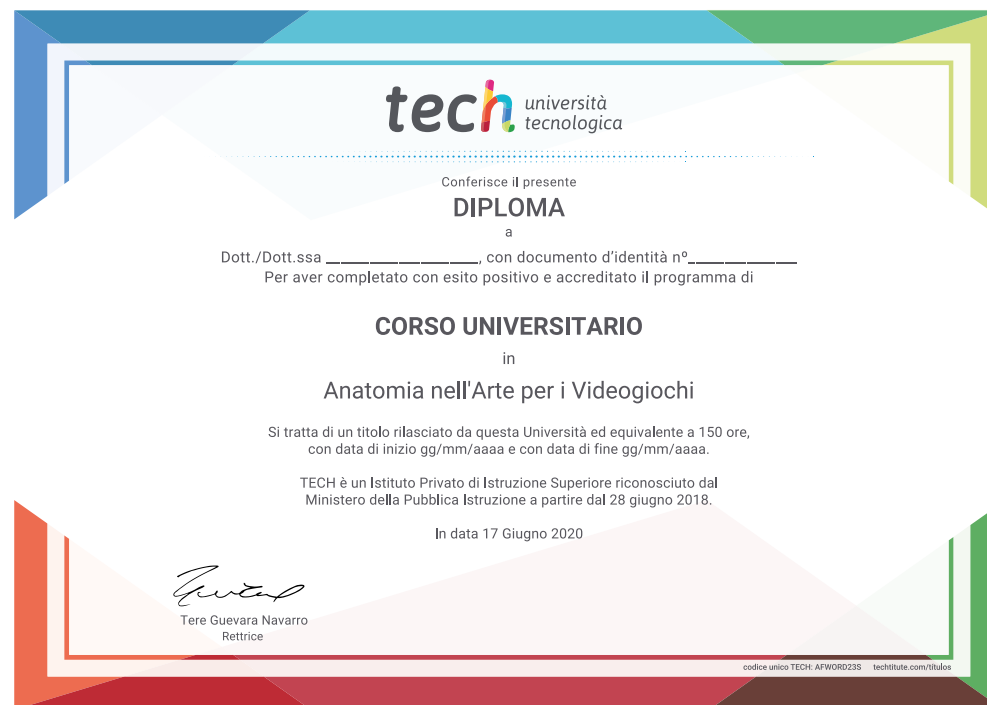 tech università
tecnologica
Conferisce il presente
DIPLOMA
a
Dott./Dott.ssa ___________________, con documento d'identità nº______________
Per aver completato con esito positivo e accreditato il programma di
CORSO UNIVERSITARIO
in
Anatomia nell'Arte per i Videogiochi
Si tratta di un titolo rilasciato da questa Università ed equivalente a 150 ore,
con data di inizio gg/mm/aaaa e con data di fine gg/mm/aaaa.
TECH è un Istituto Privato di Istruzione Superiore riconosciuto dal
Ministero della Pubblica Istruzione a partire dal 28 giugno 2018.
In data 17 Giugno 2020
Tere Guevara Navarro
Rettrice
codice unico TECH: AFWORD23S techtitute.com/titulos